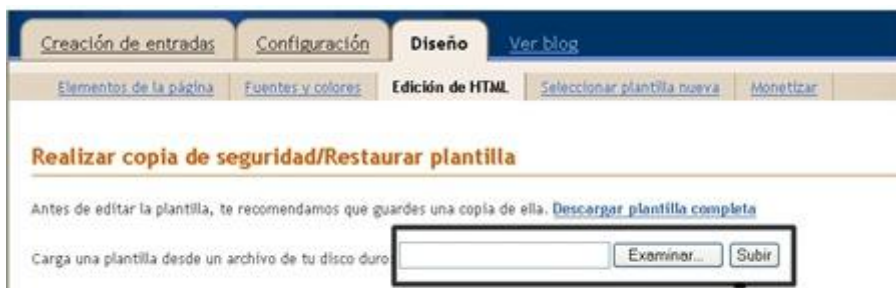 Creación de entradas Configuración Diseño Ver blog
Elementos de la página Fuentes y colores Edición de HTML Seleccionar plantilla nueva Monetizar
Realizar copia de seguridad/Restaurar plantilla
Antes de editar la plantilla, te recomendamos que guardes una copia de ella. Descargar plantilla completa
Carga una plantilla desde un archivo de tu disco duro Examinar... Subir